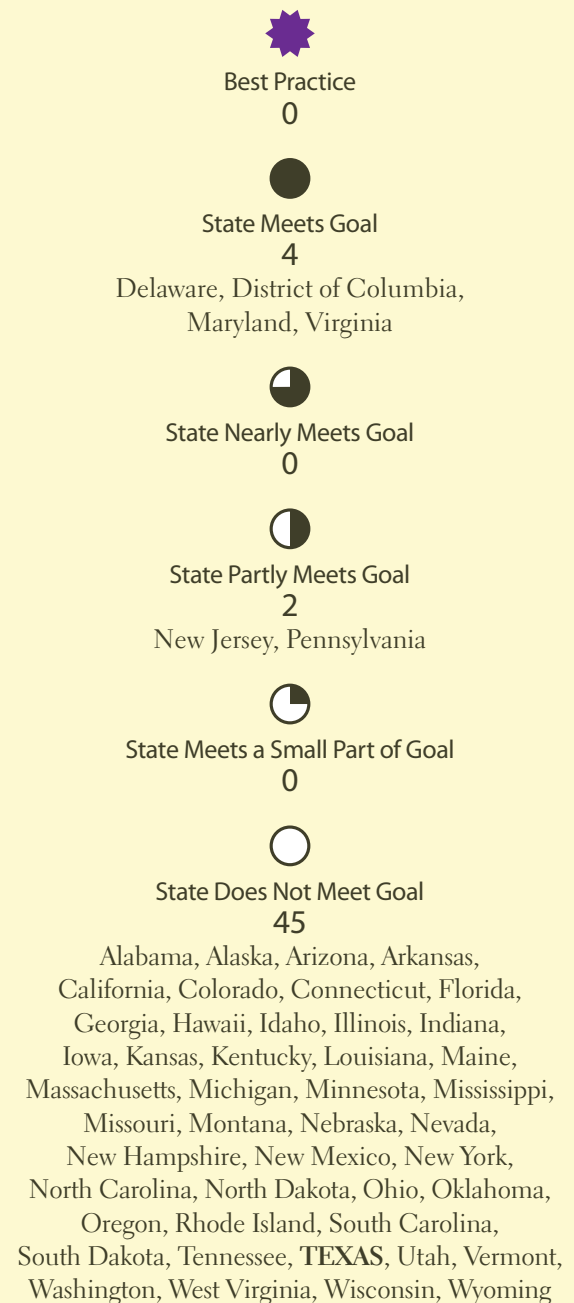 Best Practice
0
State Meets Goal
4
Delaware, District of Columbia,
Maryland, Virginia
State Nearly Meets Goal
0
State Partly Meets Goal
2
New Jersey, Pennsylvania
State Meets a Small Part of Goal
0
State Does Not Meet Goal
45
Alabama, Alaska, Arizona, Arkansas,
California, Colorado, Connecticut, Florida,
Georgia, Hawaii, Idaho, Illinois, Indiana,
Iowa, Kansas, Kentucky, Louisiana, Maine,
Massachusetts, Michigan, Minnesota, Mississippi,
Missouri, Montana, Nebraska, Nevada,
New Hampshire, New Mexico, New York,
North Carolina, North Dakota, Ohio, Oklahoma,
Oregon, Rhode Island, South Carolina,
South Dakota, Tennessee, TEXAS, Utah, Vermont,
Washington, West Virginia, Wisconsin, Wyoming